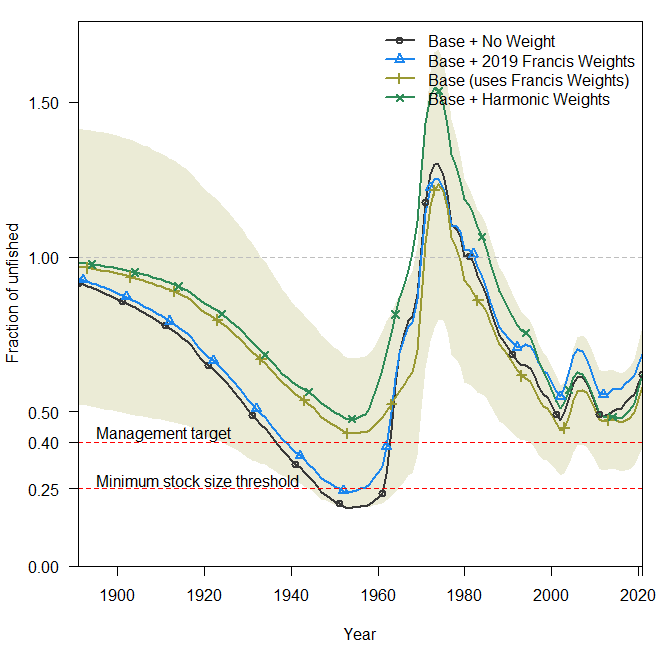 Base + No Weight
Base + 2019 Francis Weights
Base (uses Francis Weights)
Base + Harmonic Weights
Fraction of unfished
1.50
1.00
0.50
0.40
0.25
0.00
Management target
Minimum stock size threshold
1900 1920 1940 1960 1980 2000 2020
Year